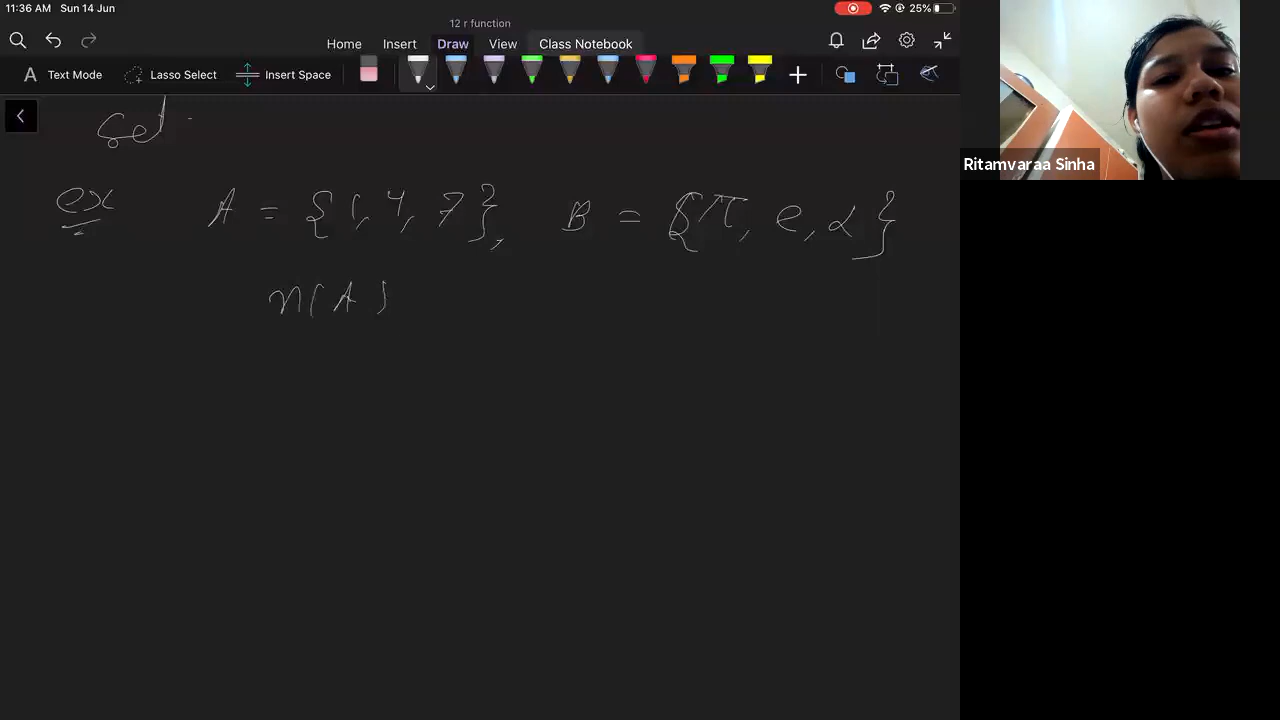 11:36 AM Sun 14 Jun
25%
12 r function
Home Insert Draw View Class Notebook
A Text Mode Lasso Select Insert Space
Set
ex A = {1, 4, 7}, B = {π, e, α}
n(A)
Ritamvaraa Sinha